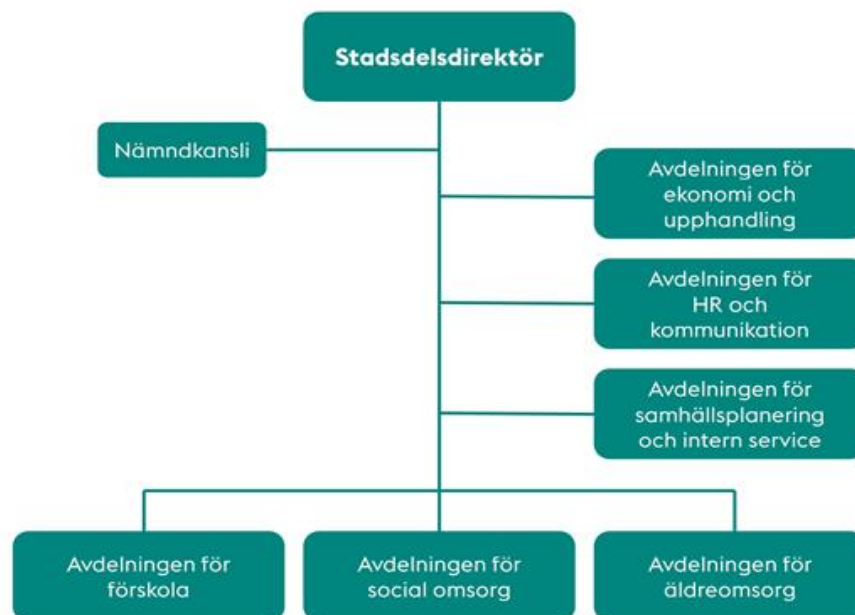 Stadsdelsdirektör
Nämndkansli
Avdelningen för
ekonomi och
upphandling
Avdelningen för
HR och
kommunikation
Avdelningen för
samhällsplanering
och intern service
Avdelningen för
förskola
Avdelningen för
social omsorg
Avdelningen för
äldreomsorg